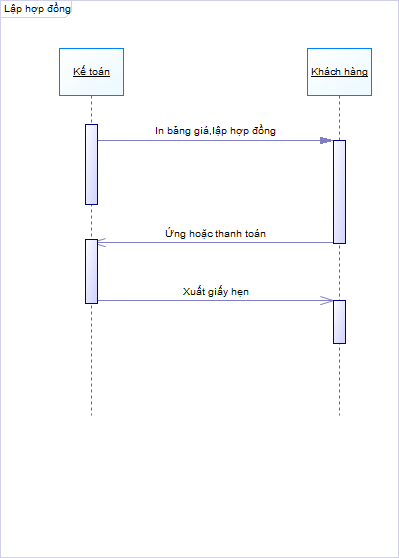 Lập hợp đồng
Kế toán
Khách hàng
In bảng giá,lập hợp đồng
Ứng hoặc thanh toán
Xuất giấy hẹn